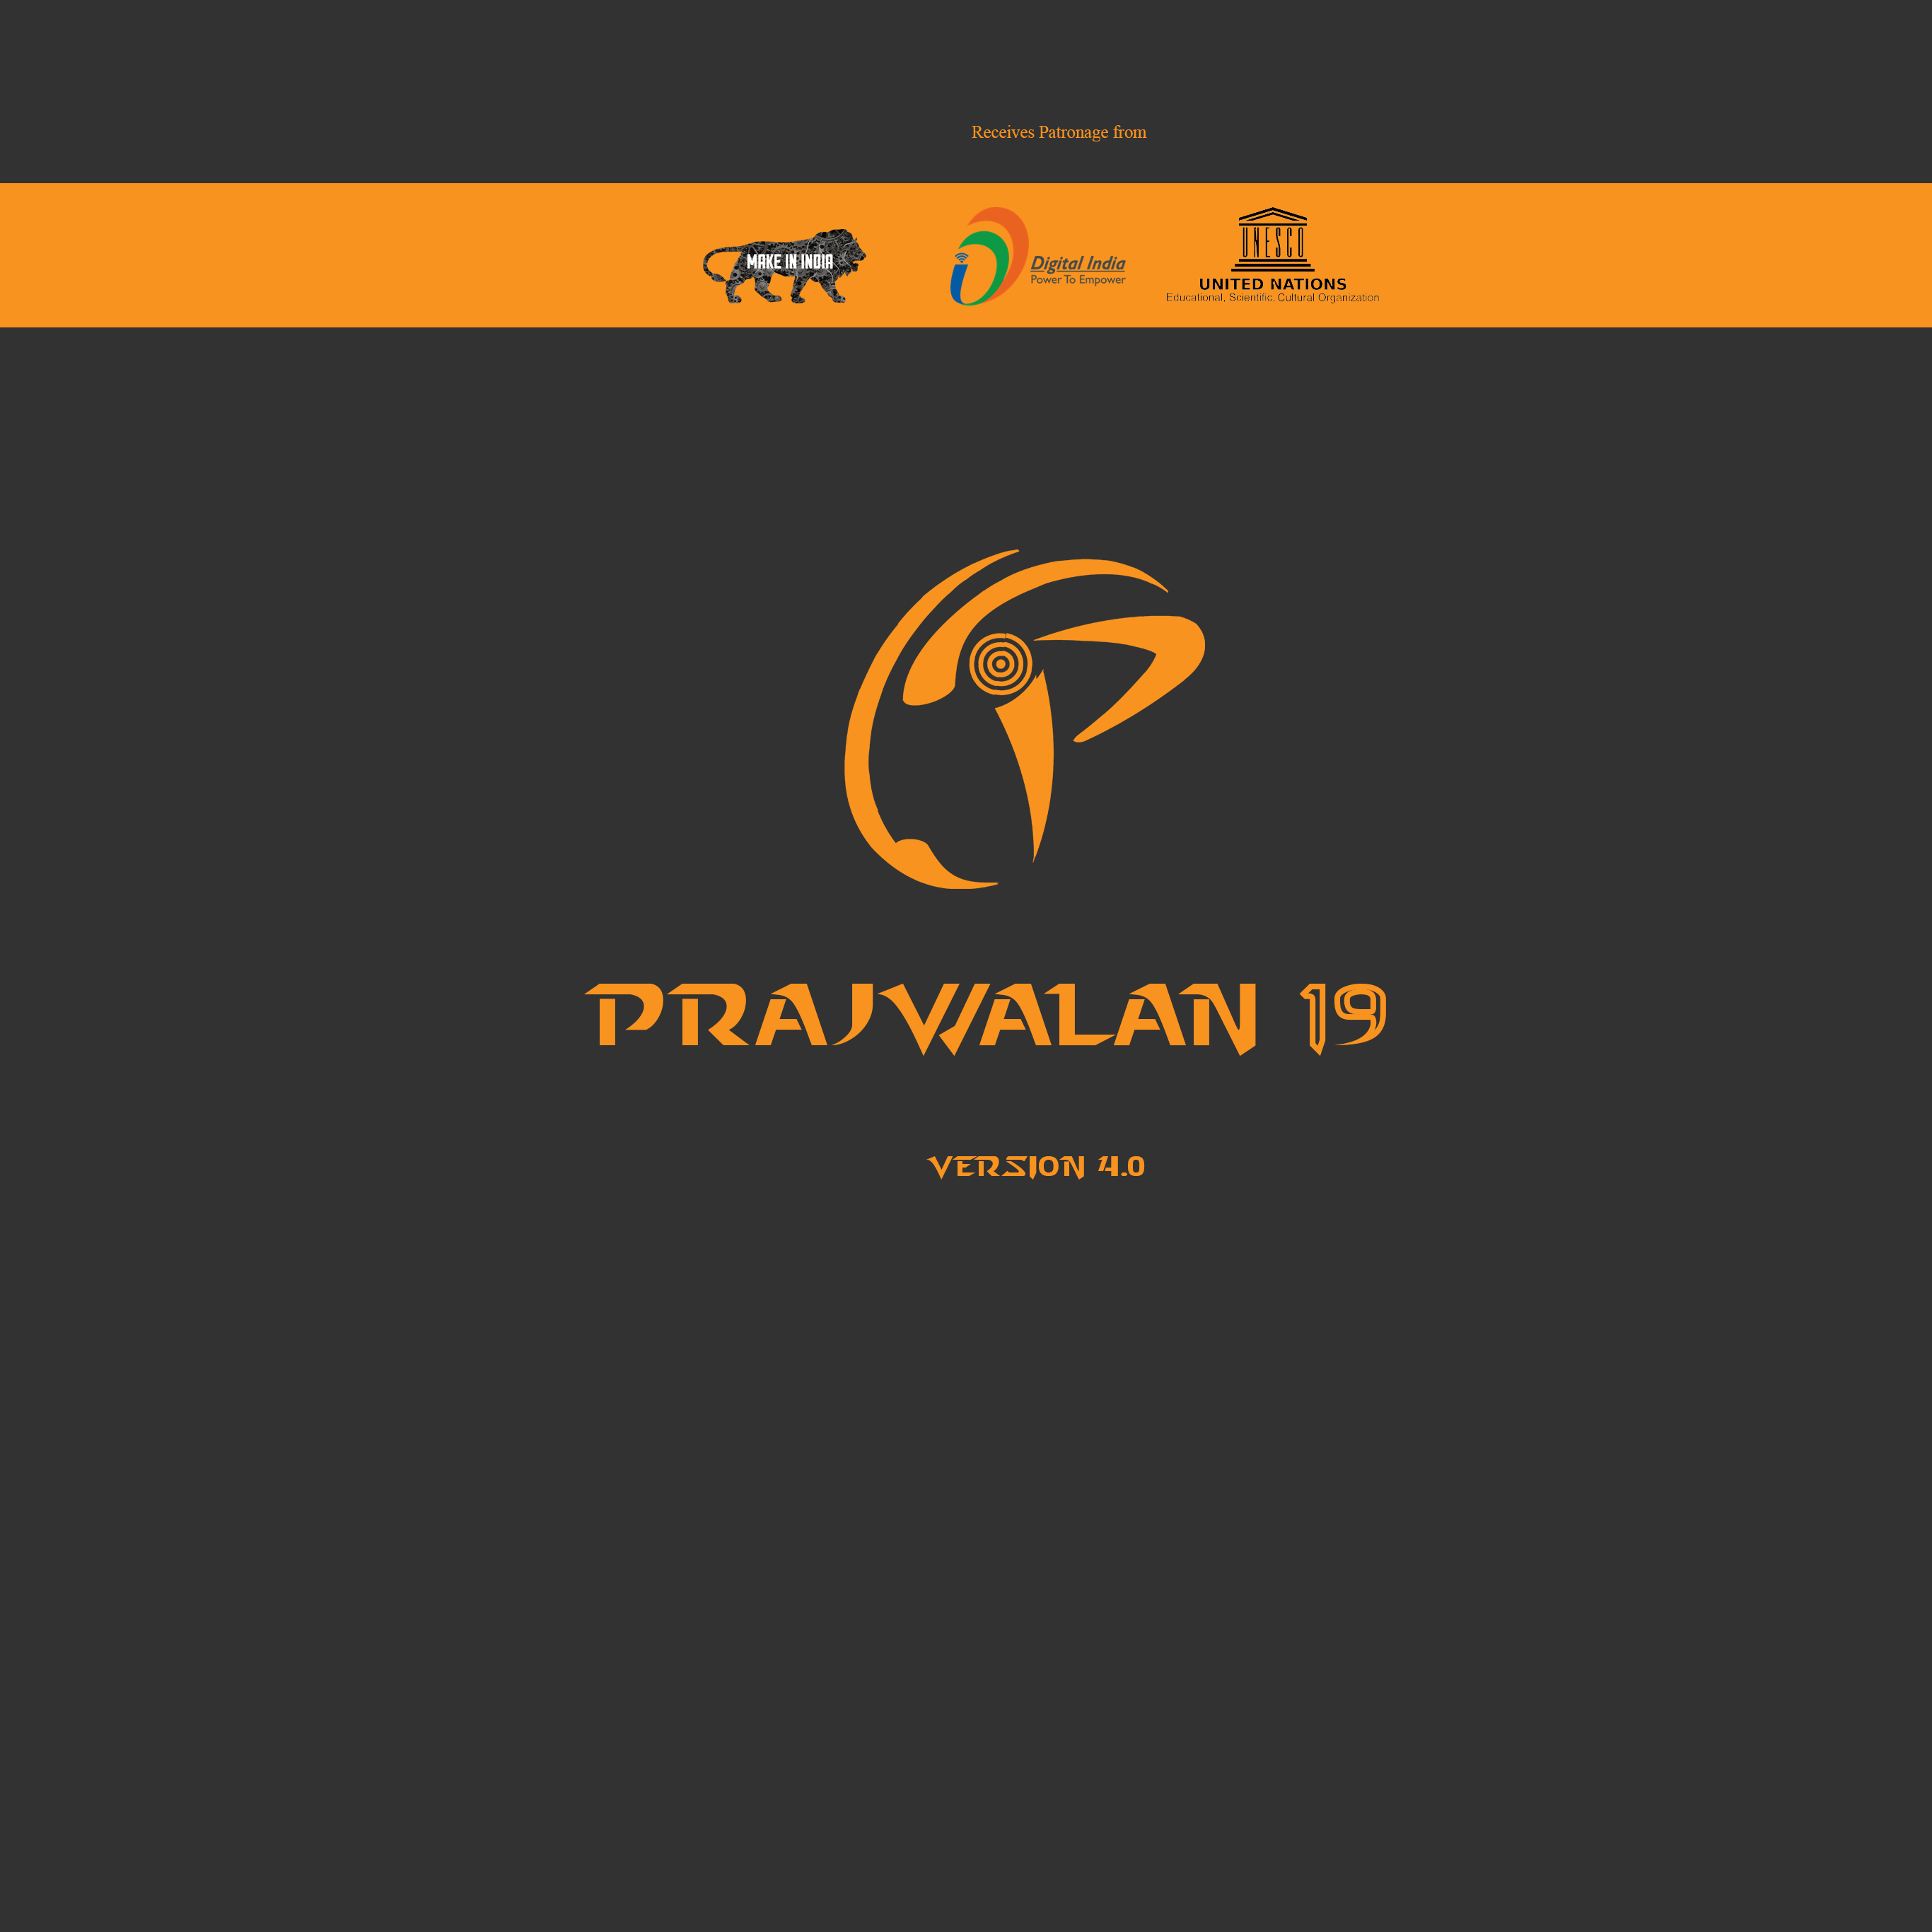 Receives Patronage from
MAKE IN INDIA
Digital India
Power To Empower
UNESCO
UNITED NATIONS
Educational, Scientific. Cultural Organization
PRAJWALAN 19
VERSION 4.0